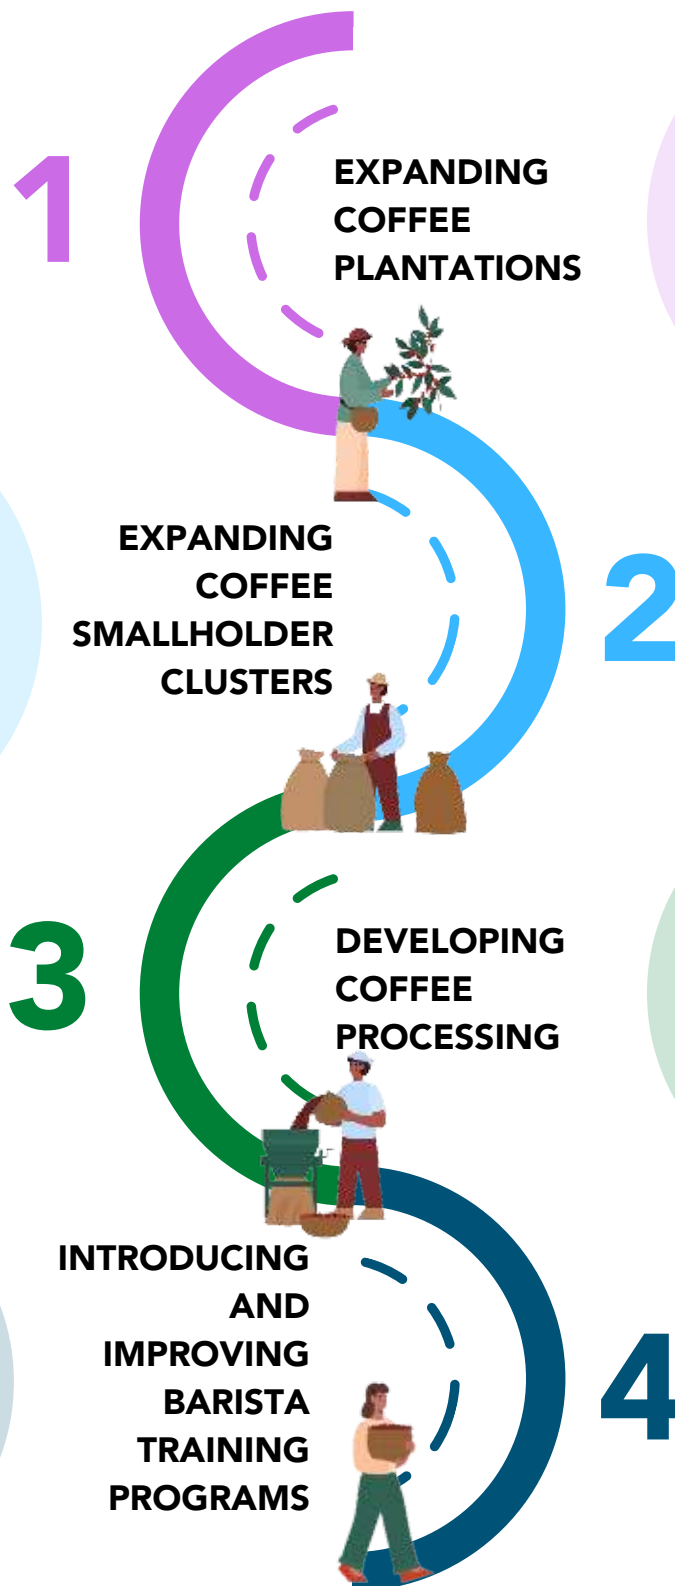 1
EXPANDING
COFFEE
PLANTATIONS
EXPANDING
COFFEE
SMALLHOLDER
CLUSTERS
2
3
DEVELOPING
COFFEE
PROCESSING
INTRODUCING
AND
IMPROVING
BARISTA
TRAINING
PROGRAMS
4